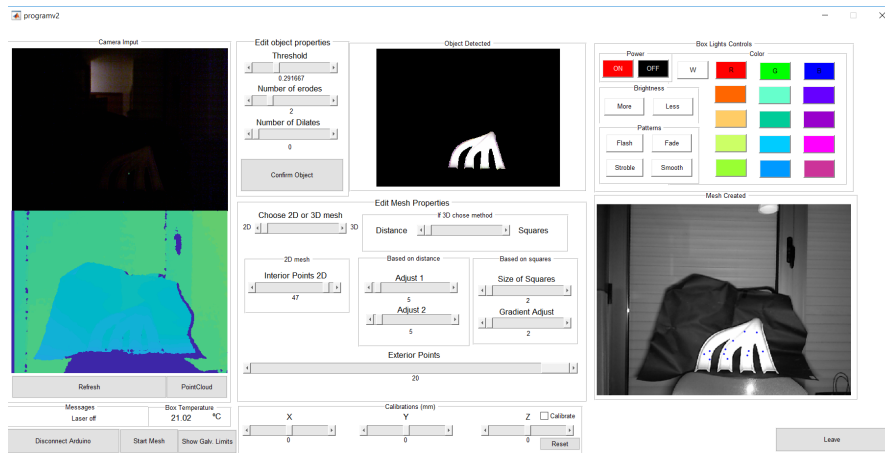 programv2
Camera Imput
Refresh
PointCloud
Messages
Laser off
Box Temperature
21.02 ºC
Disconnect Arduino
Start Mesh
Show Galv. Limits
Edit object properties
Threshold
0.291667
Number of erodes
2
Number of Dilates
0
Confirm Object
Object Detected
Edit Mesh Properties
Choose 2D or 3D mesh
2D
3D
If 3D chose method
Distance
Squares
2D mesh
Interior Points 2D
47
Based on distance
Adjust 1
5
Adjust 2
5
Based on squares
Size of Squares
2
Gradient Adjust
2
Exterior Points
20
Calibrations (mm)
X
0
Y
0
Z
0
Calibrate
Reset
Box Lights Controls
Power
ON
OFF
Brightness
More
Less
Patterns
Flash
Fade
Stroble
Smooth
Color
W
R
G
B
Mesh Created
Leave